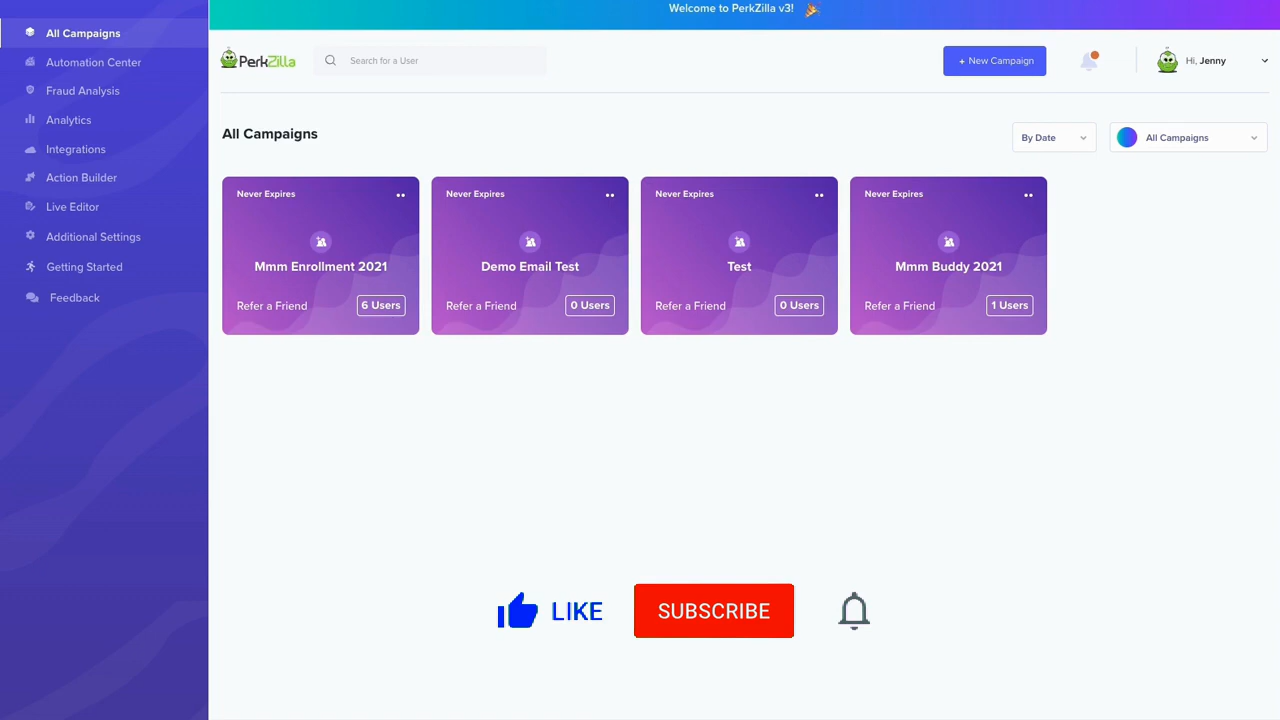 Welcome to PerkZilla v3!
All Campaigns
Automation Center
Fraud Analysis
Analytics
Integrations
Action Builder
Live Editor
Additional Settings
Getting Started
Feedback
PerkZilla
Search for a User
+ New Campaign
Hi, Jenny
All Campaigns
By Date
All Campaigns
Never Expires
Mmm Enrollment 2021
Refer a Friend
6 Users
Never Expires
Demo Email Test
Refer a Friend
0 Users
Never Expires
Test
Refer a Friend
0 Users
Never Expires
Mmm Buddy 2021
Refer a Friend
1 Users
LIKE
SUBSCRIBE